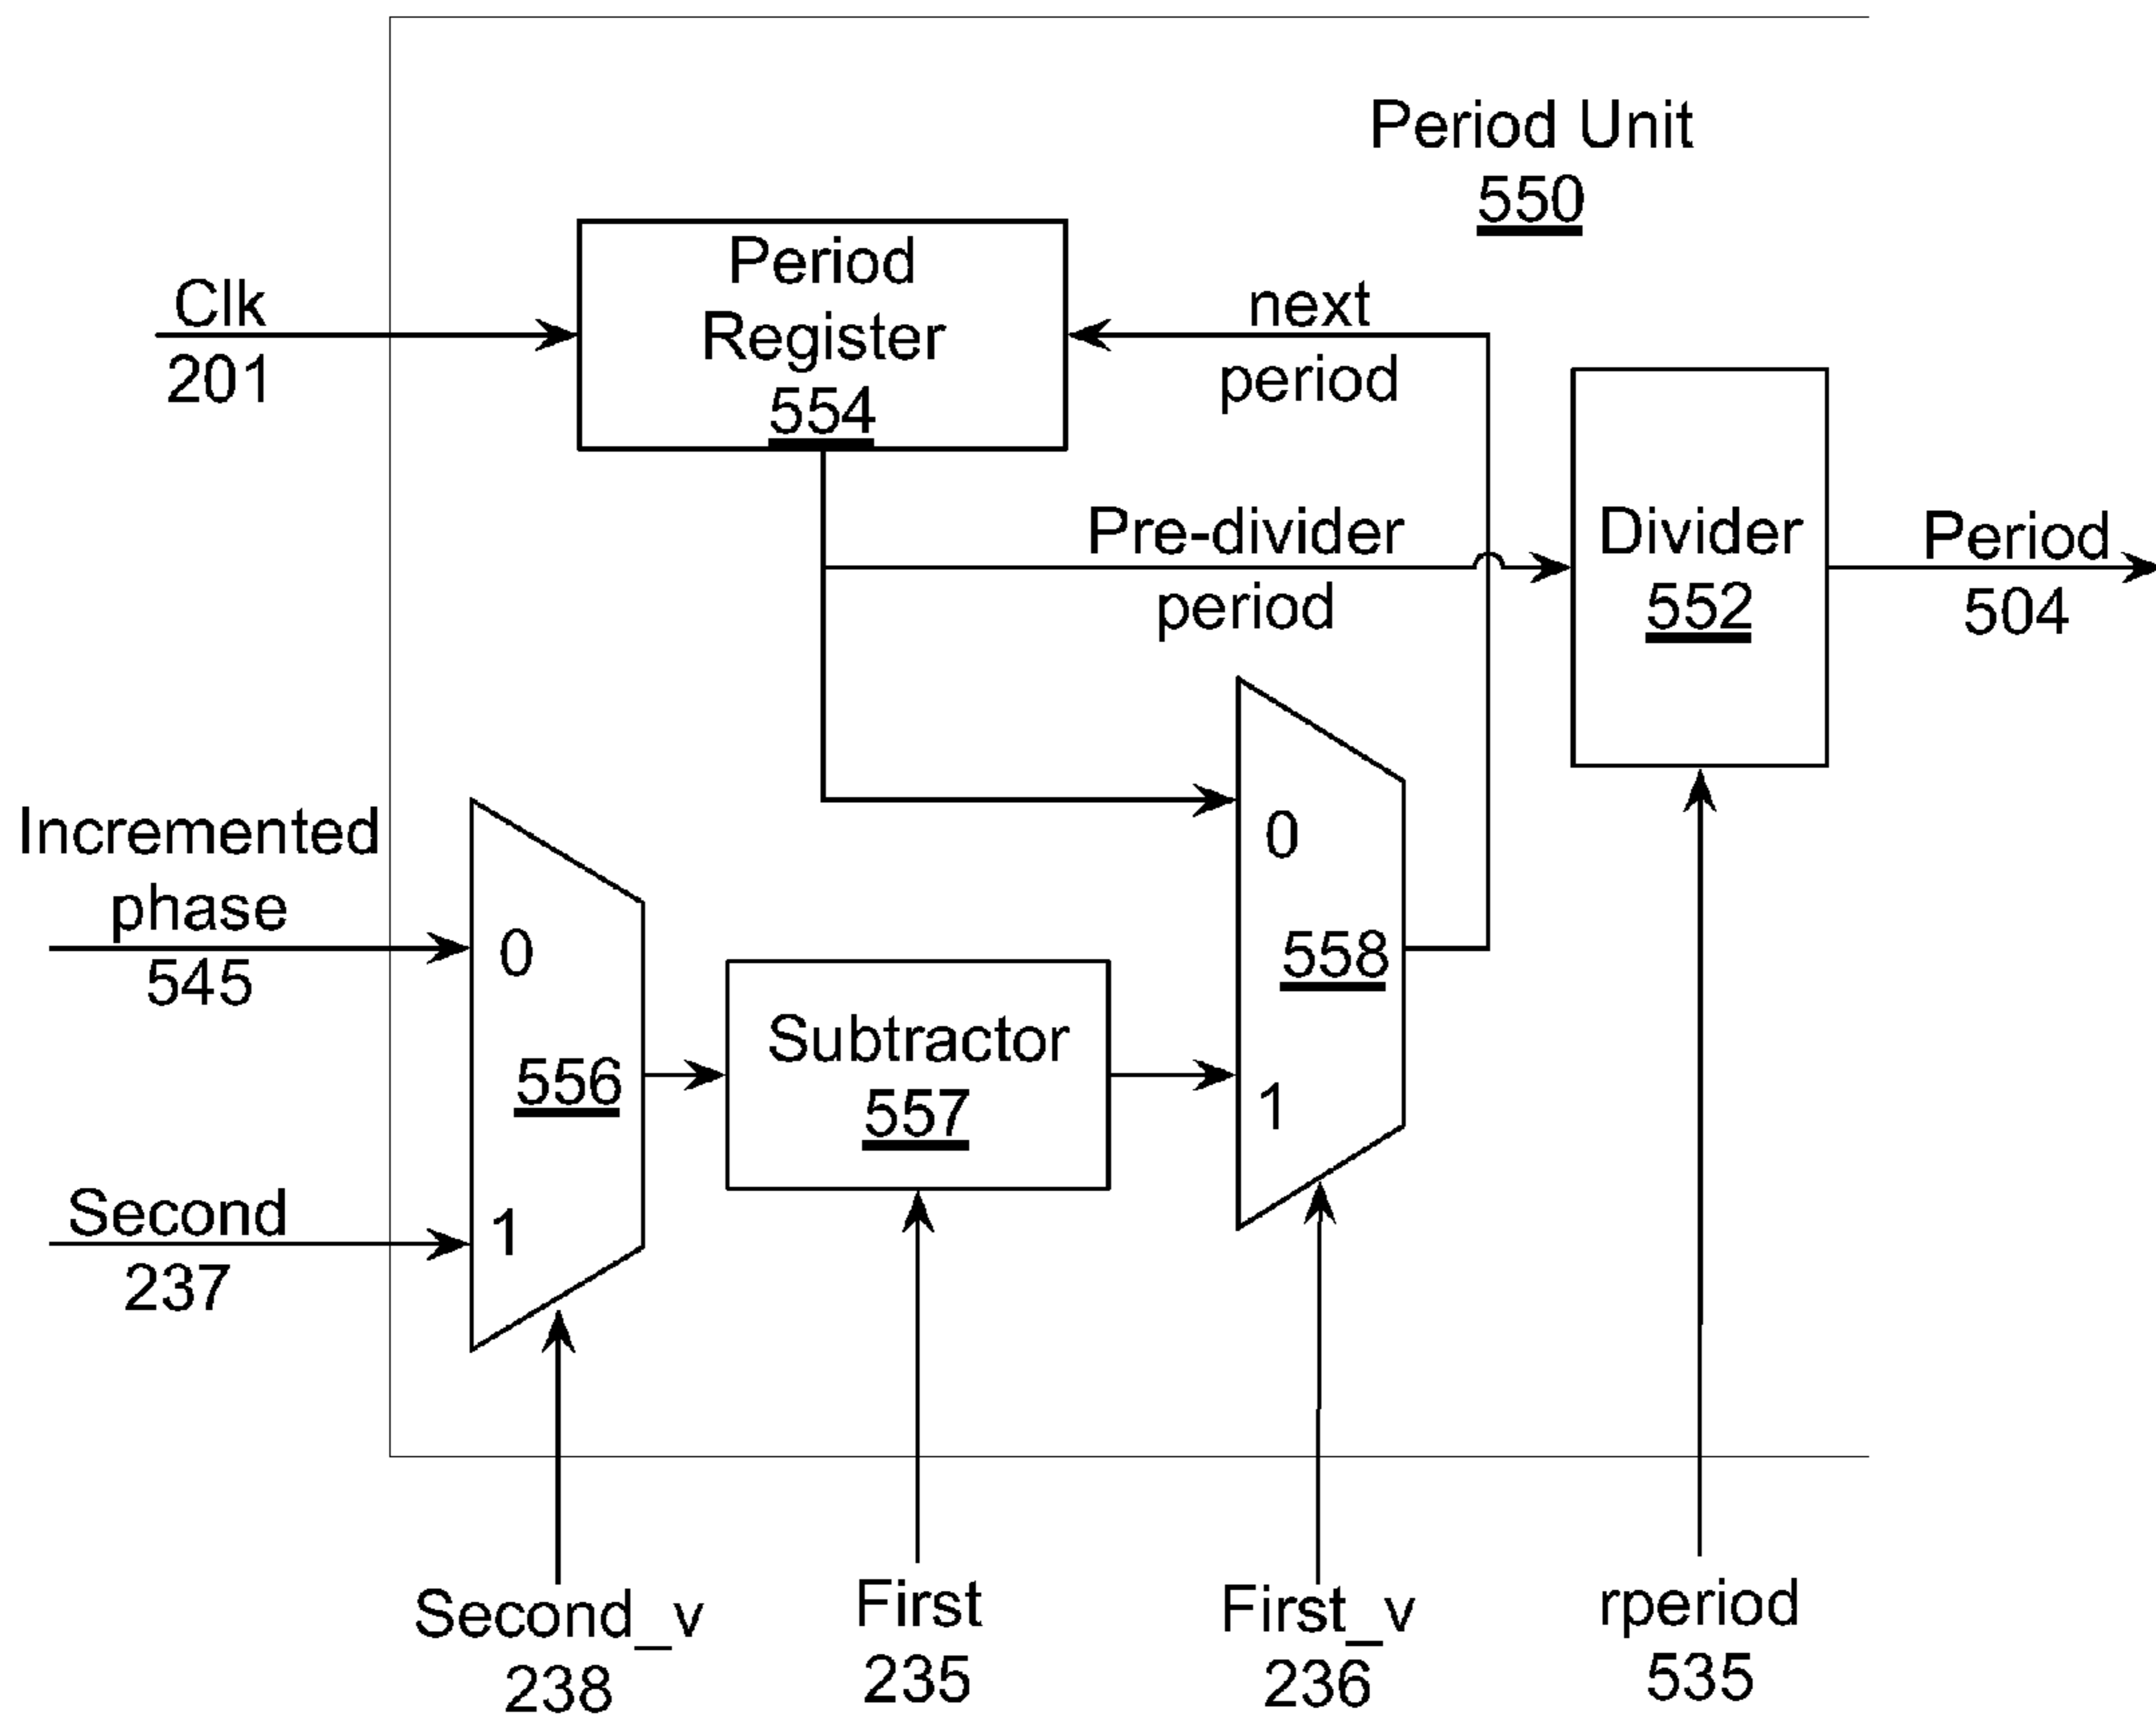 Period Unit
550
Period
Register
554
Clk
201
next
period
Pre-divider
period
Divider
552
Period
504
Incremented
phase
545
0
1
556
Second
237
Subtractor
557
0
558
1
Second_v
238
First
235
First_v
236
rperiod
535